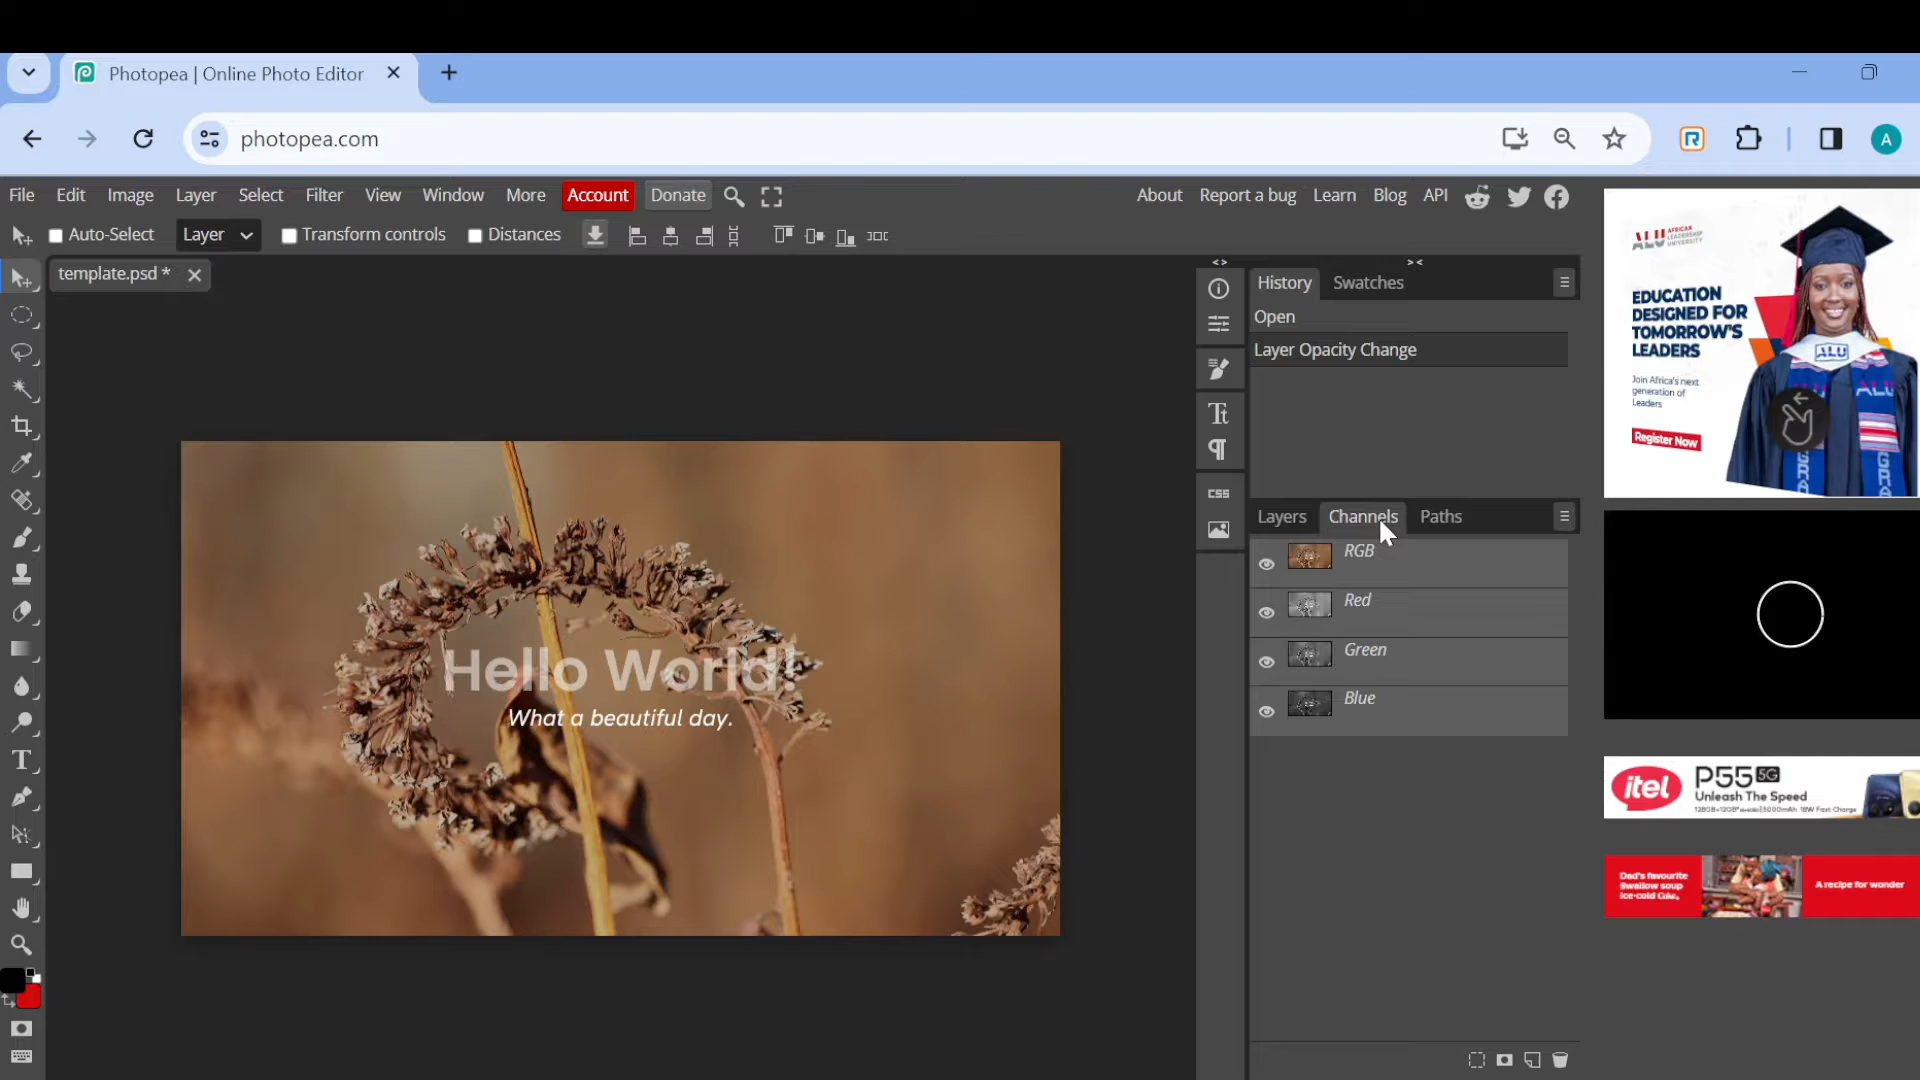 Photopea | Online Photo Editor
photopea.com
A
File Edit Image Layer Select Filter View Window More Account Donate
About Report a bug Learn Blog API
Auto-Select Layer Transform controls Distances
template.psd *
History Swatches
Open
Layer Opacity Change
Tt
CSS
Layers Channels Paths
RGB
Red
Green
Blue
T
Hello World!
What a beautiful day.
ALU AFRICAN LEADERSHIP UNIVERSITY
EDUCATION
DESIGNED FOR
TOMORROW'S
LEADERS
Join Africa's next
generation of
Leaders
Register Now
ALU
itel P55 5G
Unleash The Speed
Dad's favourite
Swallow soup
Ice-cold Coke.
A recipe for wonder